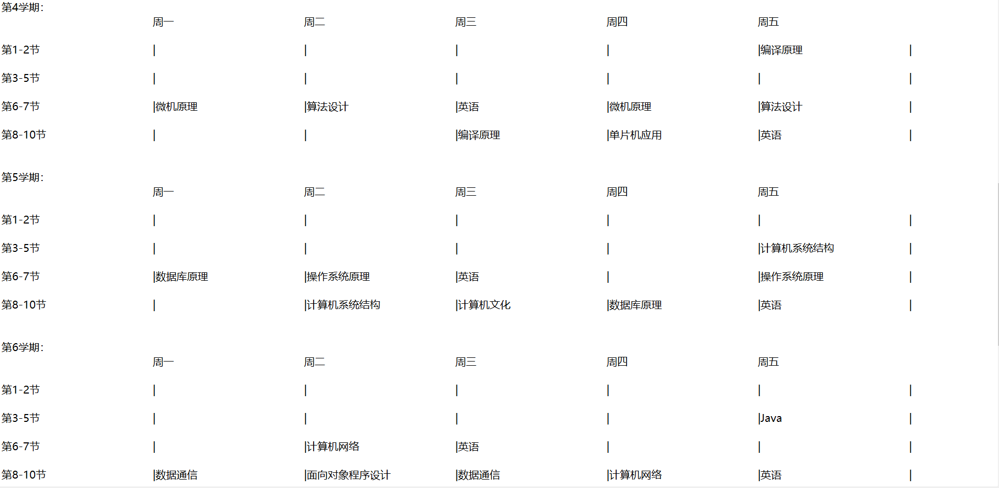 第4学期:
周一 周二 周三 周四 周五
第1-2节 | | | | |编译原理 |
第3-5节 | | | | | |
第6-7节 |微机原理 |算法设计 |英语 |微机原理 |算法设计 |
第8-10节 | | |编译原理 |单片机应用 |英语 |
第5学期:
周一 周二 周三 周四 周五
第1-2节 | | | | | |
第3-5节 | | | | |计算机系统结构 |
第6-7节 |数据库原理 |操作系统原理 |英语 | |操作系统原理 |
第8-10节 | |计算机系统结构 |计算机文化 |数据库原理 |英语 |
第6学期:
周一 周二 周三 周四 周五
第1-2节 | | | | | |
第3-5节 | | | | |Java |
第6-7节 | |计算机网络 |英语 | | |
第8-10节 |数据通信 |面向对象程序设计 |数据通信 |计算机网络 |英语 |